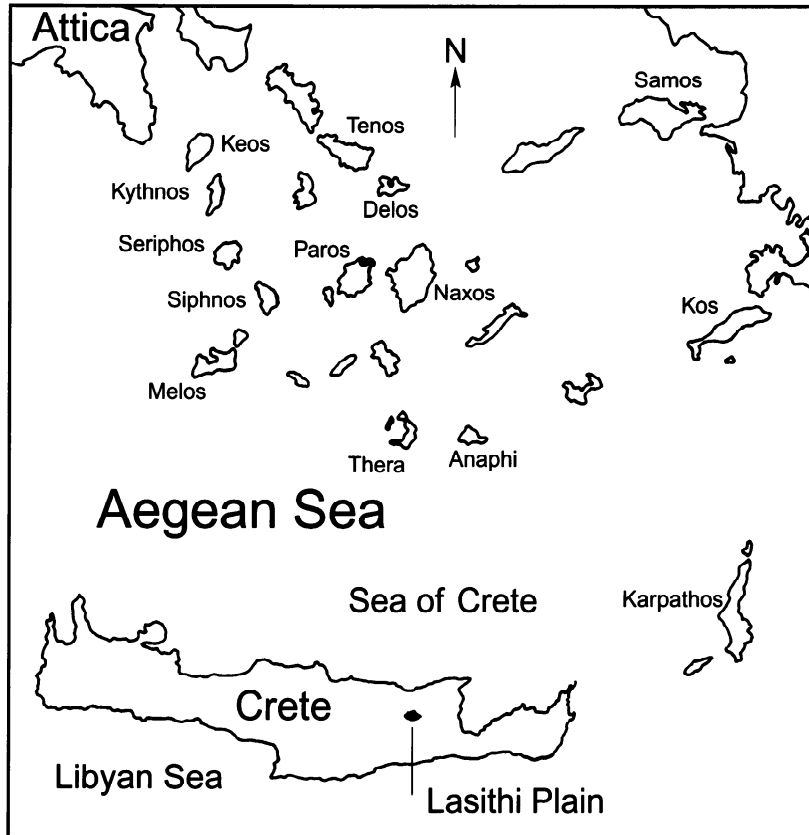 Attica
N
Samos
Tenos
Keos
Kythnos
Delos
Seriphos
Paros
Siphnos
Naxos
Kos
Melos
Thera
Anaphi
Aegean Sea
Sea of Crete
Karpathos
Crete
Libyan Sea
Lasithi Plain